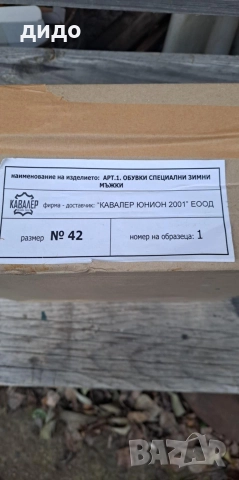 дидо
наименование на изделието: АРТ.1. ОБУВКИ СПЕЦИАЛНИ ЗИМНИ
МЪЖКИ
КАВАЛЕР фирма - доставчик: "КАВАЛЕР ЮНИОН 2001" ЕООД
размер № 42 номер на образеца: 1
BAZAR